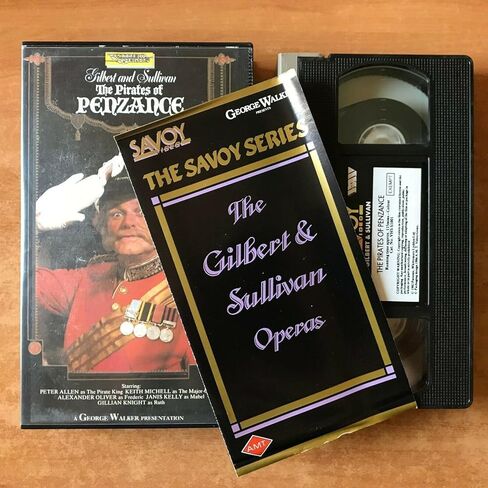 Gilbert and Sullivan
The Pirates of
PENZANCE
Starring:
PETER ALLEN as The Pirate King KEITH MICHELL as The Major-
ALEXANDER OLIVER as Frederic JANIS KELLY as Mabel
GILLIAN KNIGHT as Ruth
A GEORGE WALKER PRESENTATION
GEORGE WALKE
PRESENTS
SAVOY
VIDEO
THE SAVOY SERIES
The
Gilbert &
Sullivan
Operas
AMT
GILBERT & SULLIVAN
THE PIRATES OF PENZANCE
EXEMPT